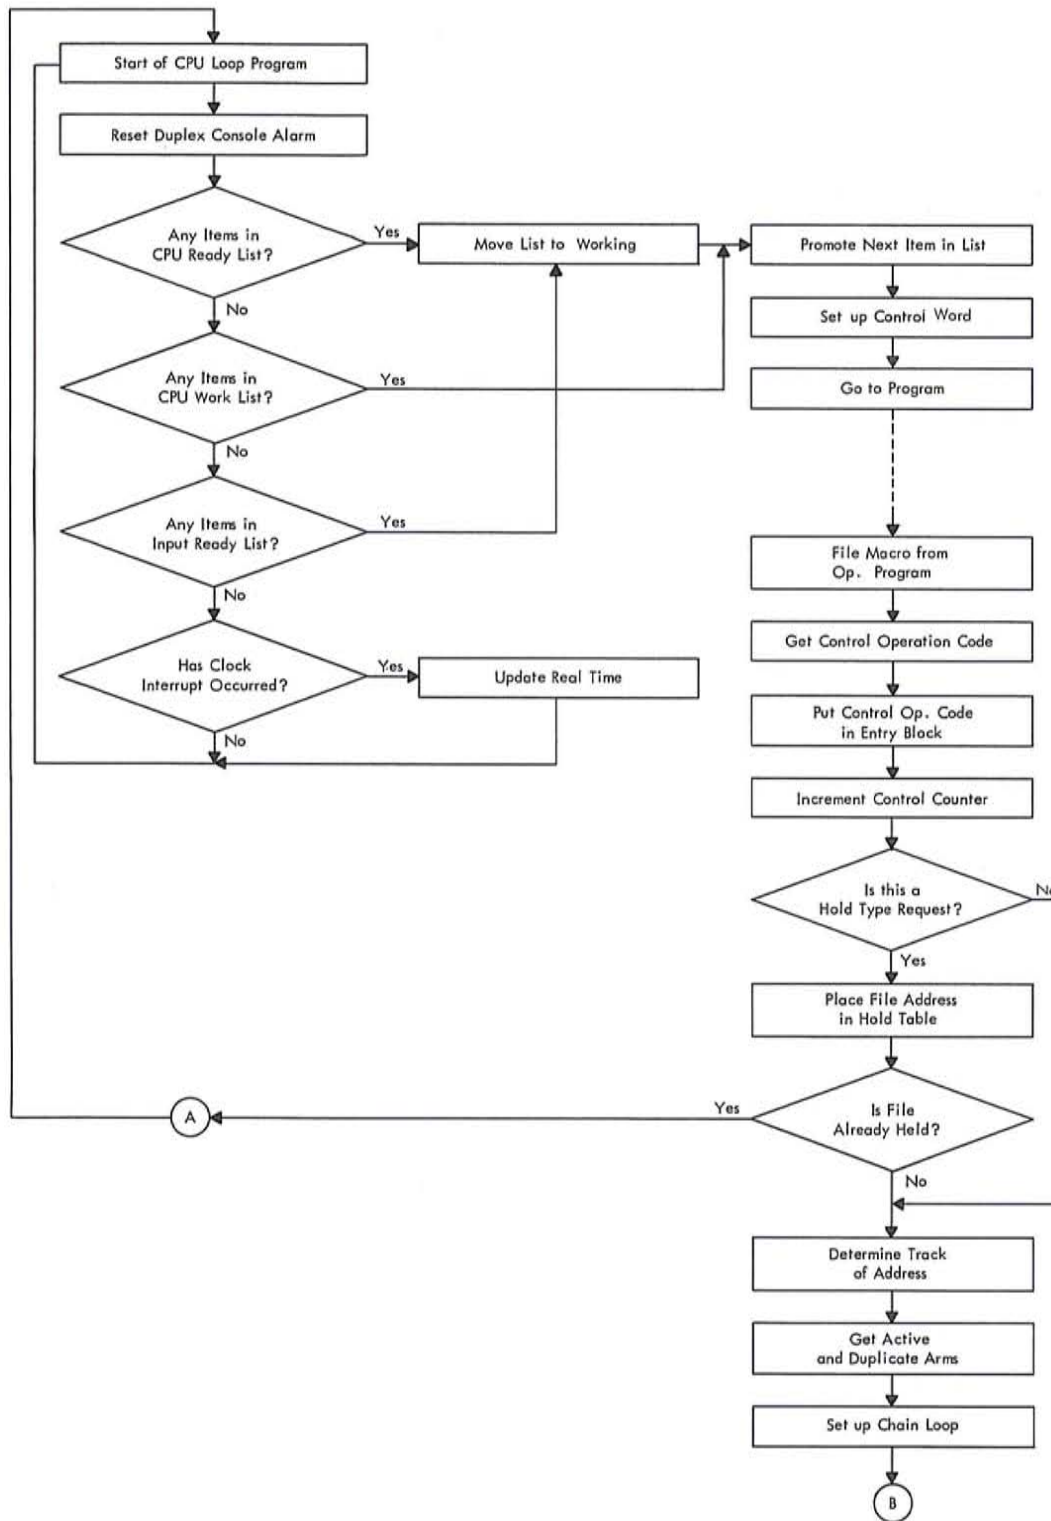 Start of CPU Loop Program
Reset Duplex Console Alarm
Any Items in
CPU Ready List?
Yes
No
Move List to Working
Promote Next Item in List
Set up Control Word
Go to Program
Any Items in
CPU Work List?
Yes
No
Any Items in
Input Ready List?
Yes
No
Has Clock
Interrupt Occurred?
Yes
No
Update Real Time
File Macro from
Op. Program
Get Control Operation Code
Put Control Op. Code
in Entry Block
Increment Control Counter
Is this a
Hold Type Request?
No
Yes
Place File Address
in Hold Table
Is File
Already Held?
Yes
No
A
Determine Track
of Address
Get Active
and Duplicate Arms
Set up Chain Loop
B